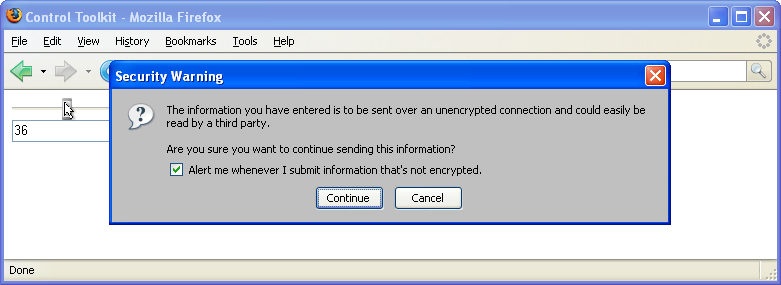 Control Toolkit - Mozilla Firefox
File Edit View History Bookmarks Tools Help
Security Warning
The information you have entered is to be sent over an unencrypted connection and could easily be
read by a third party.
36
Are you sure you want to continue sending this information?
Alert me whenever I submit information that's not encrypted.
Continue Cancel
Done